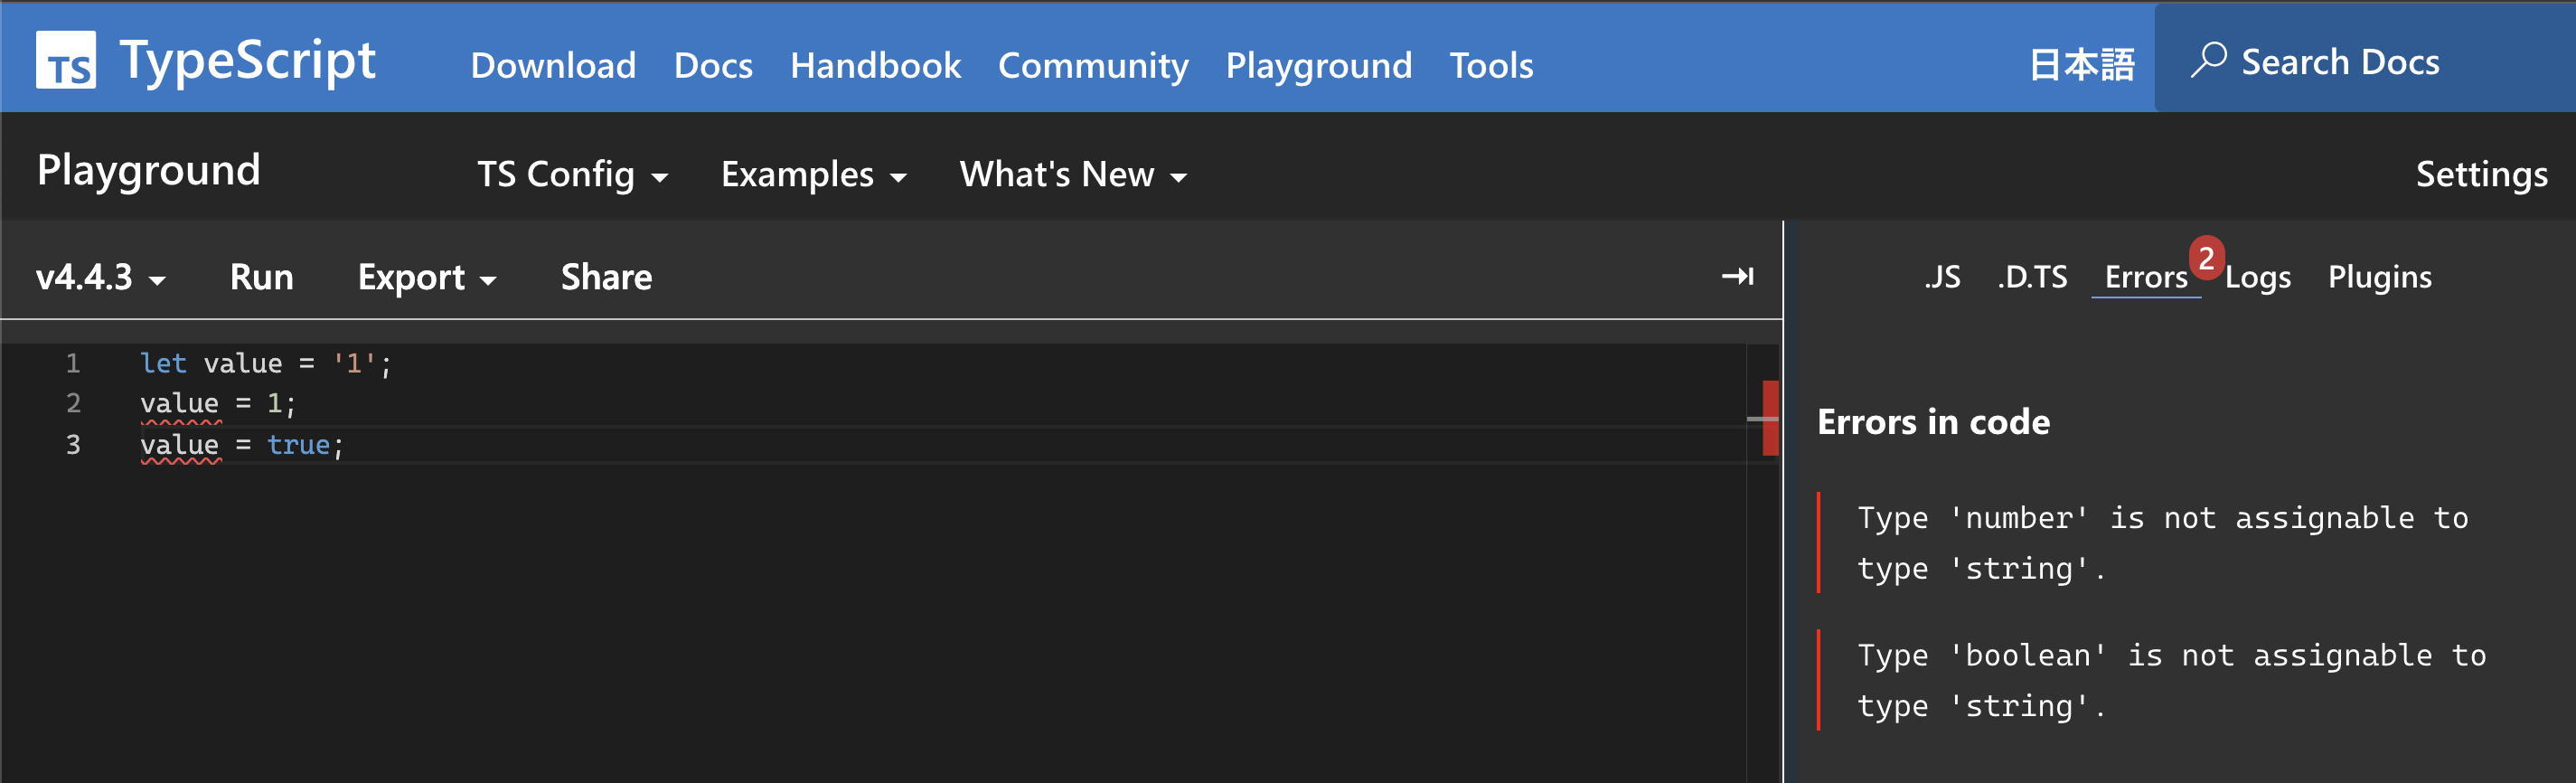 TS TypeScript Download Docs Handbook Community Playground Tools 日本語 Search Docs
Playground TS Config Examples What's New Settings
v4.4.3 Run Export Share .JS .D.TS Errors 2 Logs Plugins
1 let value = '1';
2 value = 1;
3 value = true;
Errors in code
Type 'number' is not assignable to
type 'string'.
Type 'boolean' is not assignable to
type 'string'.